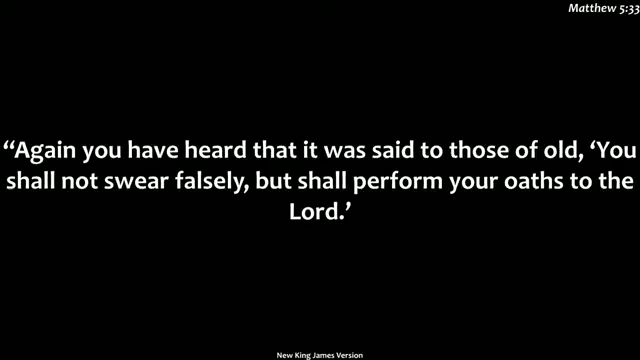 Matthew 5:33
“Again you have heard that it was said to those of old, ‘You
shall not swear falsely, but shall perform your oaths to the
Lord.’
New King James Version